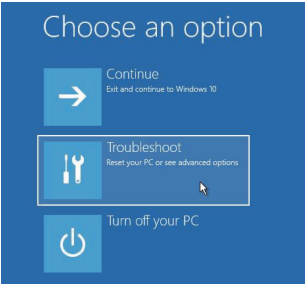 Choose an option
Continue
Exit and continue to Windows 10
Troubleshoot
Reset your PC or see advanced options
Turn off your PC